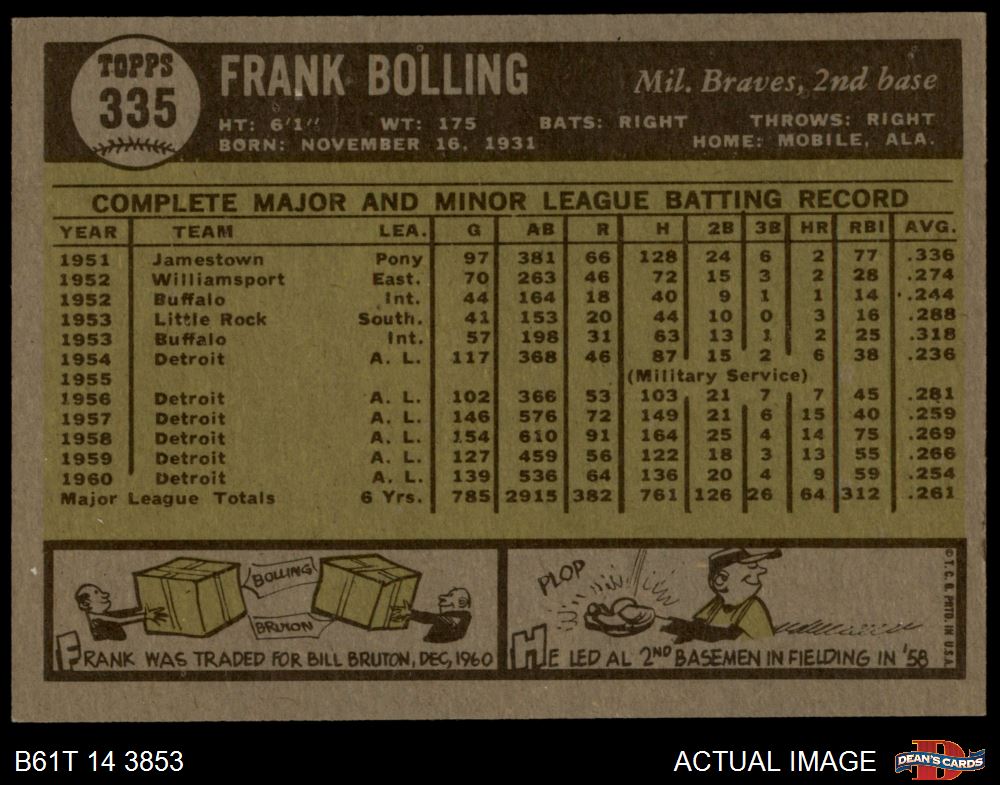 TOPPS
335
FRANK BOLLING
Mil. Braves, 2nd base
HT: 6'1" WT: 175 BATS: RIGHT THROWS: RIGHT
BORN: NOVEMBER 16, 1931 HOME: MOBILE, ALA.
COMPLETE MAJOR AND MINOR LEAGUE BATTING RECORD
YEAR TEAM LEA. G AB R H 2B 3B HR RBI AVG.
1951 Jamestown Pony 97 381 66 128 24 6 2 77 .336
1952 Williamsport East. 70 263 46 72 15 3 2 28 .274
1952 Buffalo Int. 44 164 18 40 9 1 1 14 .244
1953 Little Rock South. 41 153 20 44 10 0 3 16 .288
1953 Buffalo Int. 57 198 31 63 13 1 2 25 .318
1954 Detroit A. L. 117 368 46 87 15 2 6 38 .236
1955 (Military Service)
1956 Detroit A. L. 102 366 53 103 21 7 7 45 .281
1957 Detroit A. L. 146 576 72 149 21 6 15 40 .259
1958 Detroit A. L. 154 610 91 164 25 4 14 75 .269
1959 Detroit A. L. 127 459 56 122 18 3 13 55 .266
1960 Detroit A. L. 139 536 64 136 20 4 9 59 .254
Major League Totals 6 Yrs. 785 2915 382 761 126 26 64 312 .261
BOLLING
BRUTON
FRANK WAS TRADED FOR BILL BRUTON, DEC, 1960
PLOP
HE LED AL 2ND BASEMEN IN FIELDING IN '58
© T. C. G. PRTD. IN U.S.A.
B61T 14 3853
ACTUAL IMAGE
DEAN'S CARDS